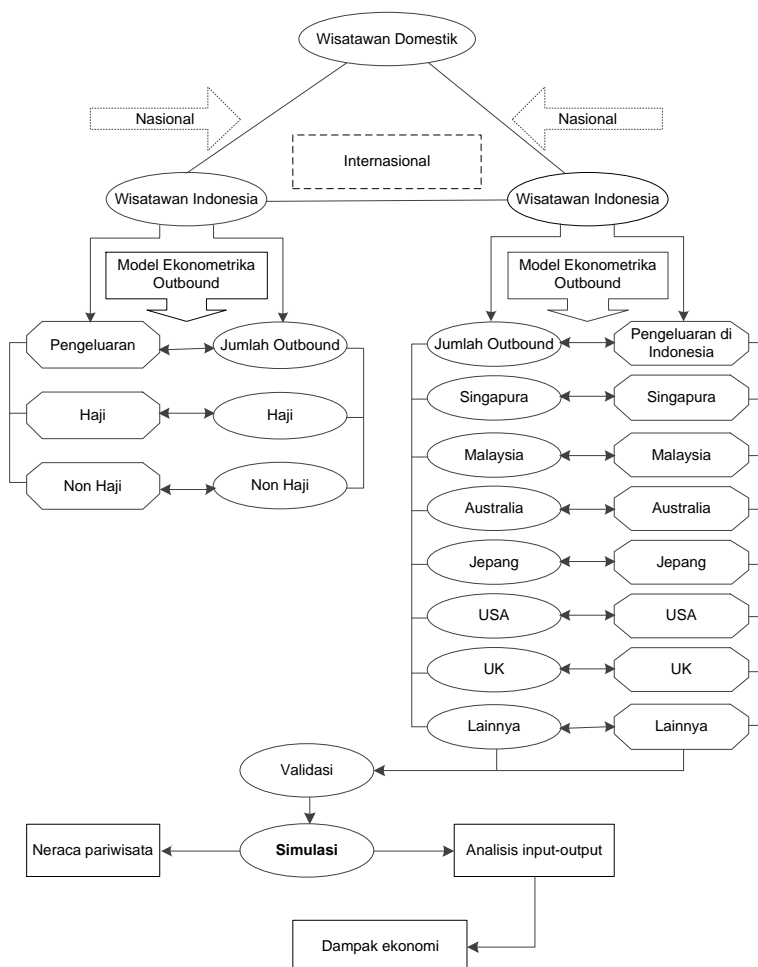 Wisatawan Domestik
Nasional
Nasional
Internasional
Wisatawan Indonesia
Wisatawan Indonesia
Model Ekonometrika
Outbound
Model Ekonometrika
Outbound
Pengeluaran
Jumlah Outbound
Jumlah Outbound
Pengeluaran di
Indonesia
Haji
Haji
Singapura
Singapura
Non Haji
Non Haji
Malaysia
Malaysia
Australia
Australia
Jepang
Jepang
USA
USA
UK
UK
Lainnya
Lainnya
Validasi
Neraca pariwisata
Simulasi
Analisis input-output
Dampak ekonomi